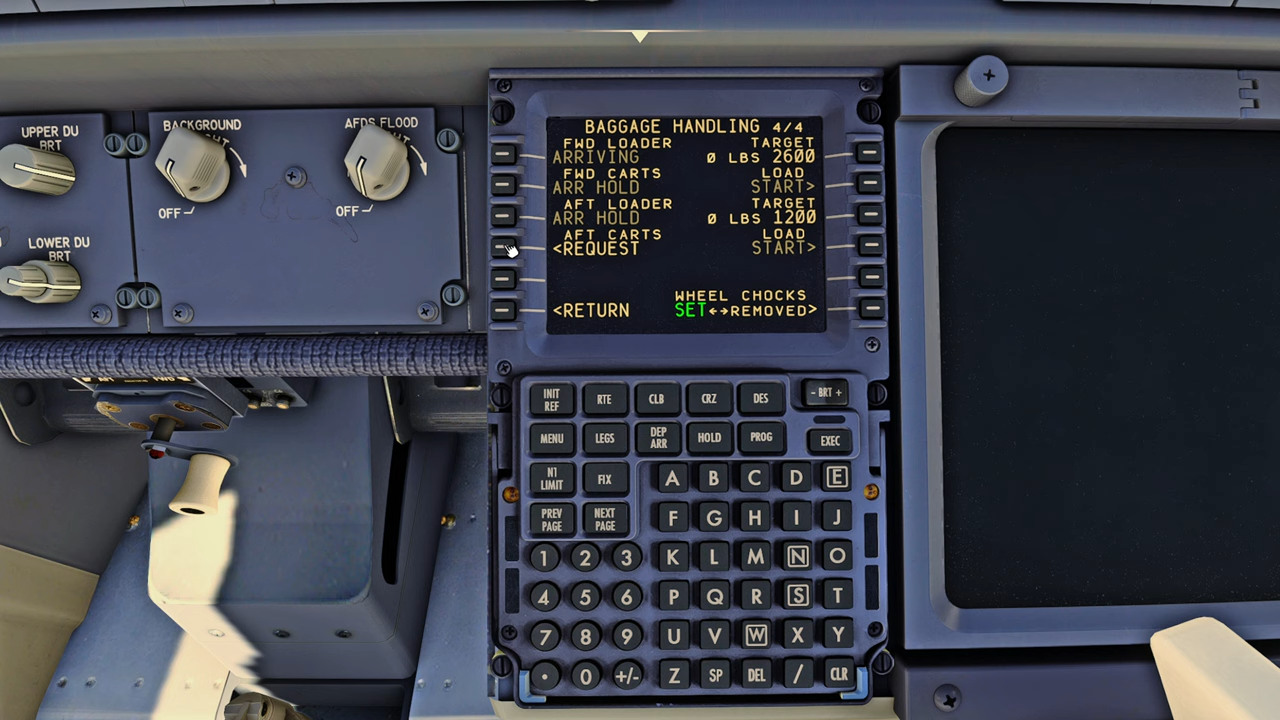 UPPER DU
BRT
BACKGROUND
AFDS FLOOD
OFF
OFF
LOWER DU
BRT
BAGGAGE HANDLING 4/4
FWD LOADER TARGET
ARRIVING 0 LBS 2600
FWD CARTS LOAD
ARR HOLD START>
AFT LOADER TARGET
ARR HOLD 0 LBS 1200
AFT CARTS LOAD
<REQUEST START>
WHEEL CHOCKS
<RETURN SET←→REMOVED>
INIT REF
RTE
CLB
CRZ
DES
- BRT +
MENU
LEGS
DEP ARR
HOLD
PROG
EXEC
N1 LIMIT
FIX
A B C D E
PREV PAGE
NEXT PAGE
F G H I J
1 2 3 K L M N O
4 5 6 P Q R S T
7 8 9 U V W X Y
. 0 +/- Z SP DEL / CLR